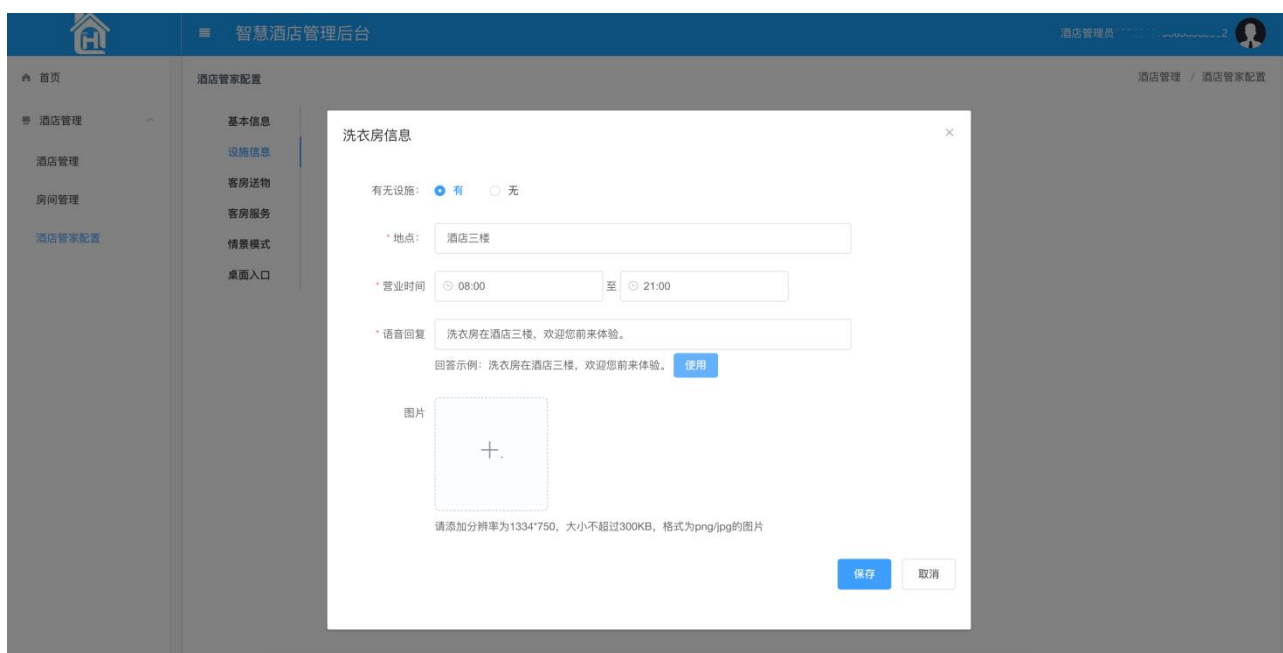 智慧酒店管理后台
酒店管理员
首页
酒店管家配置
酒店管理 / 酒店管家配置
酒店管理
酒店管理
房间管理
酒店管家配置
基本信息
设施信息
客房送物
客房服务
情景模式
桌面入口
洗衣房信息
有无设施: 有 无
*地点: 酒店三楼
*营业时间 08:00 至 21:00
*语音回复 洗衣房在酒店三楼，欢迎您前来体验。
回答示例：洗衣房在酒店三楼，欢迎您前来体验。 使用
图片
请添加分辨率为1334*750，大小不超过300KB，格式为png/jpg的图片
保存 取消